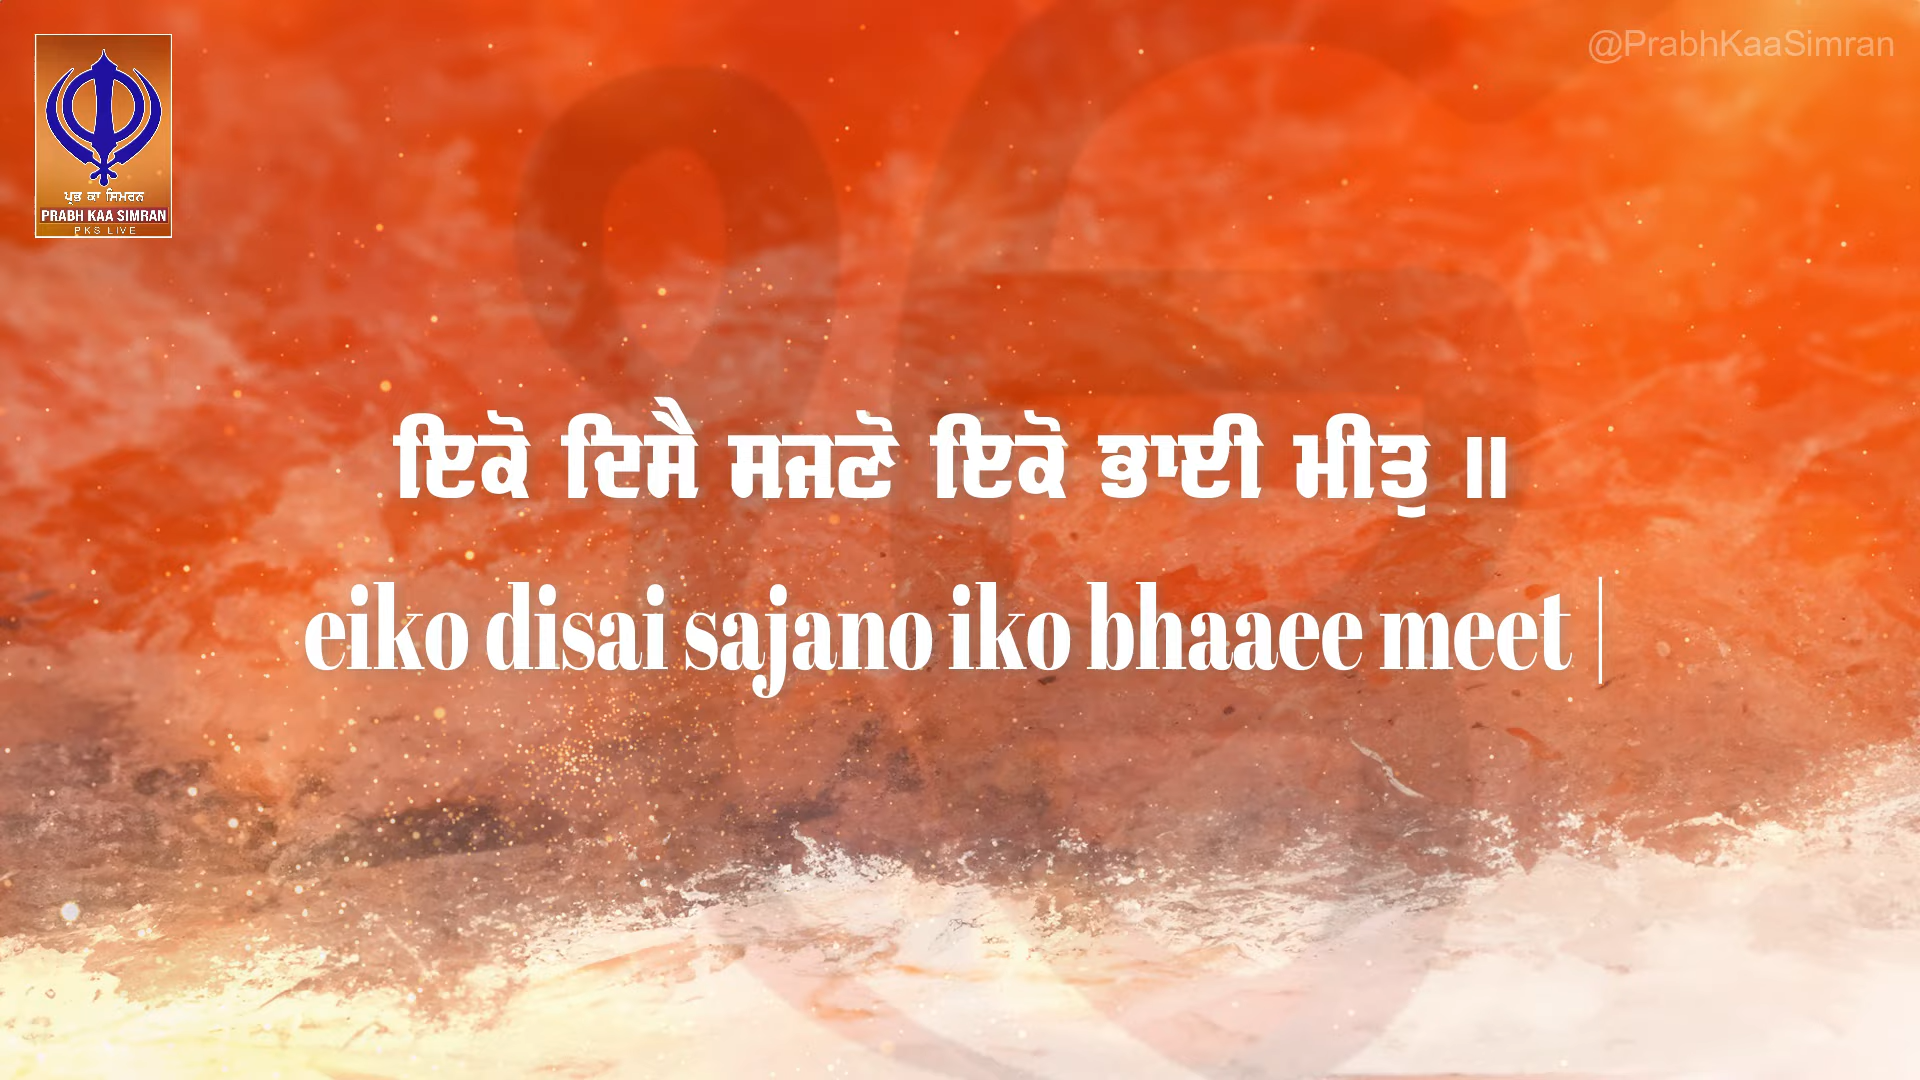 @PrabhKaaSimran
ਪ੍ਰਭ ਕਾ ਸਿਮਰਨ
PRABH KAA SIMRAN
PKS LIVE
ਇਕੋ ਦਿਸੈ ਸਜਣੋ ਇਕੋ ਭਾਈ ਮੀਤੁ ॥
eiko disai sajano iko bhaaee meet |